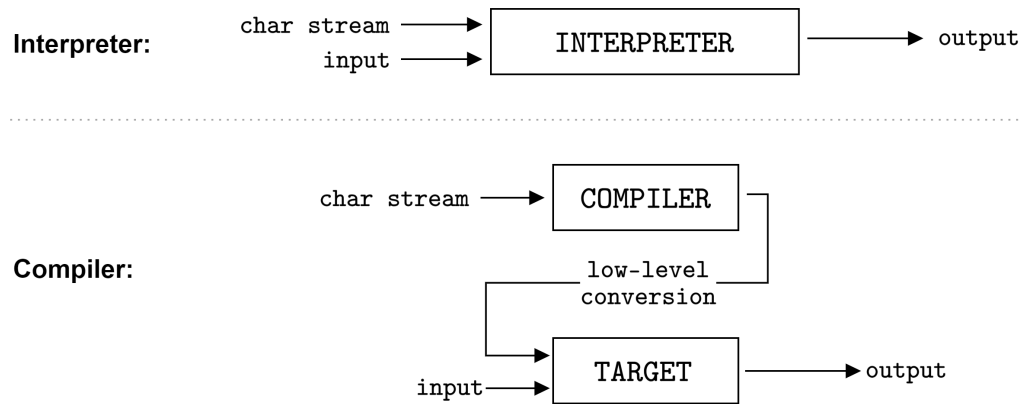 char stream
Interpreter:
INTERPRETER
output
input
char stream
COMPILER
Compiler:
low-level
conversion
TARGET
output
input